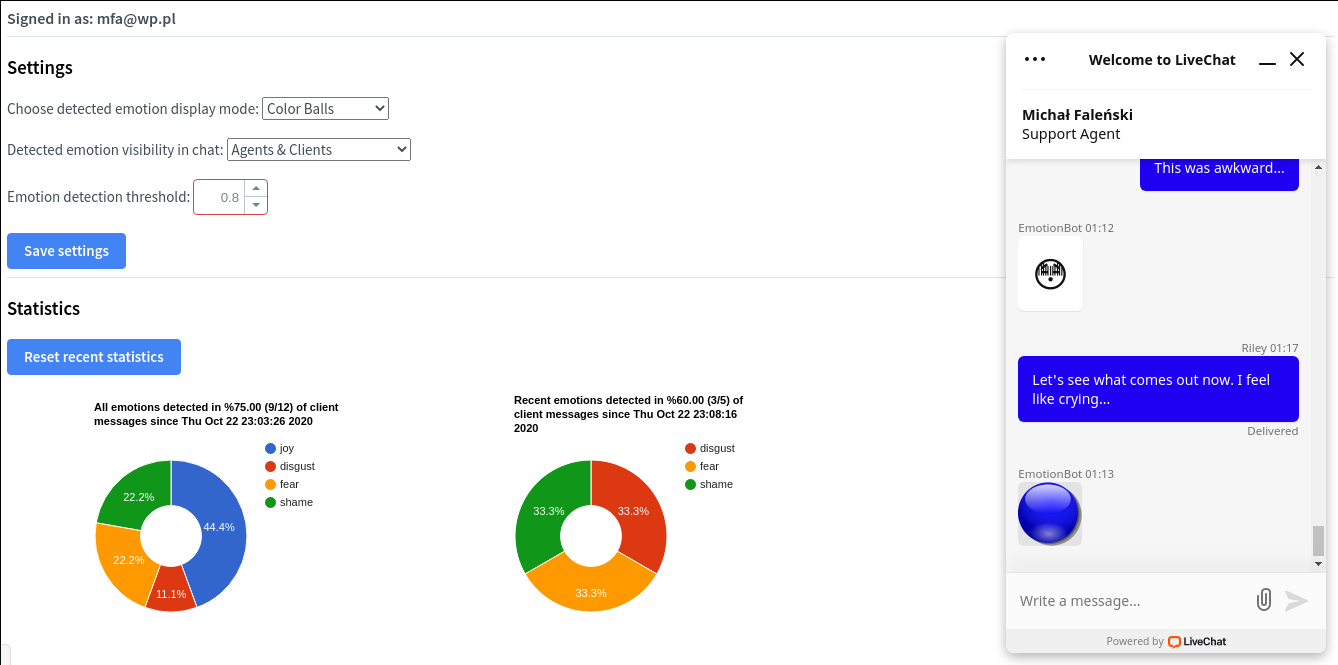 Signed in as: mfa@wp.pl
Settings
Choose detected emotion display mode: Color Balls
Detected emotion visibility in chat: Agents & Clients
Emotion detection threshold: 0.8
Save settings
Statistics
Reset recent statistics
All emotions detected in %75.00 (9/12) of client
messages since Thu Oct 22 23:03:26 2020
joy
disgust
fear
shame
22.2%
44.4%
22.2%
11.1%
Recent emotions detected in %60.00 (3/5) of
client messages since Thu Oct 22 23:08:16
2020
disgust
fear
shame
33.3%
33.3%
33.3%
Welcome to LiveChat
Michał Faleński
Support Agent
This was awkward...
EmotionBot 01:12
Riley 01:17
Let's see what comes out now. I feel
like crying...
Delivered
EmotionBot 01:13
Write a message...
Powered by LiveChat